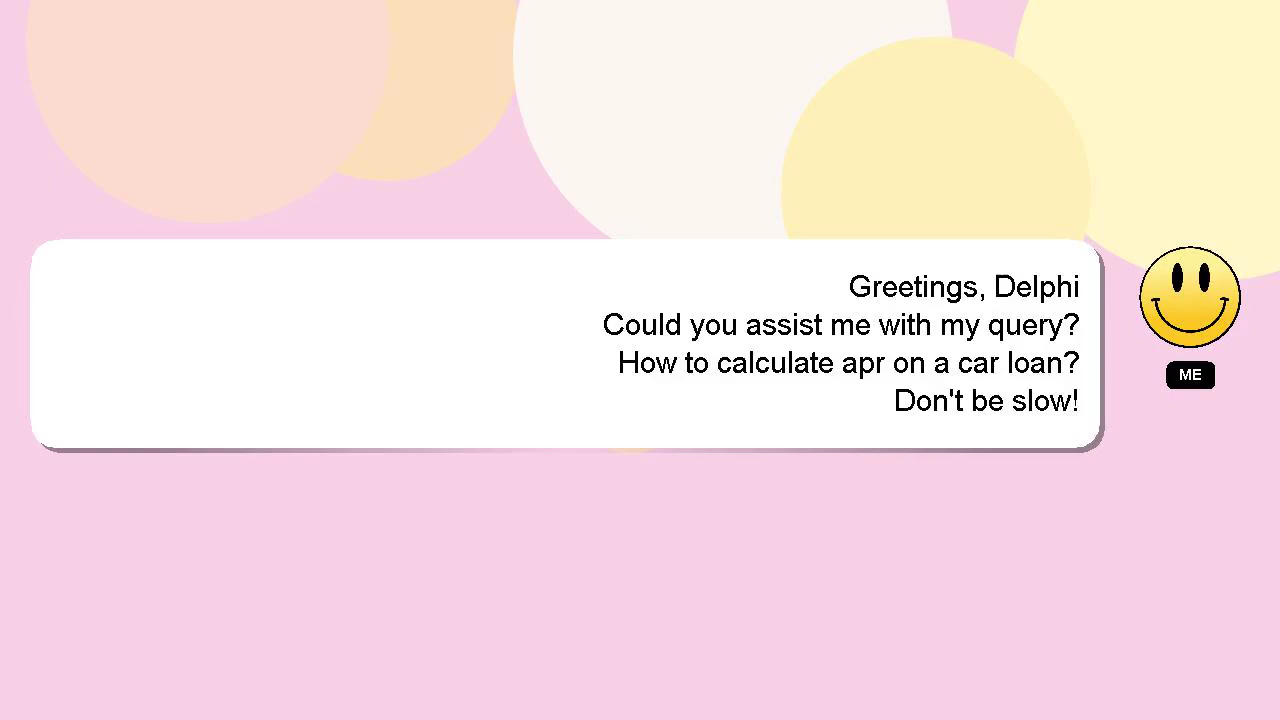 Greetings, Delphi
Could you assist me with my query?
How to calculate apr on a car loan?
Don't be slow!
ME